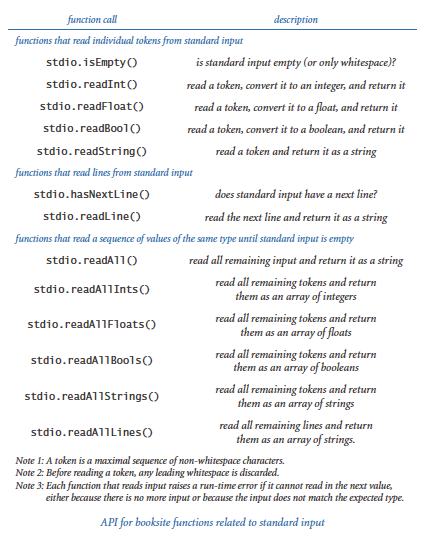 function call description
functions that read individual tokens from standard input
stdio.isEmpty() is standard input empty (or only whitespace)?
stdio.readInt() read a token, convert it to an integer, and return it
stdio.readFloat() read a token, convert it to a float, and return it
stdio.readBool() read a token, convert it to a boolean, and return it
stdio.readString() read a token and return it as a string
functions that read lines from standard input
stdio.hasNextLine() does standard input have a next line?
stdio.readLine() read the next line and return it as a string
functions that read a sequence of values of the same type until standard input is empty
stdio.readAll() read all remaining input and return it as a string
stdio.readAllInts() read all remaining tokens and return
them as an array of integers
stdio.readAllFloats() read all remaining tokens and return
them as an array of floats
stdio.readAllBools() read all remaining tokens and return
them as an array of booleans
stdio.readAllStrings() read all remaining tokens and return
them as an array of strings
stdio.readAllLines() read all remaining lines and return
them as an array of strings.
Note 1: A token is a maximal sequence of non-whitespace characters.
Note 2: Before reading a token, any leading whitespace is discarded.
Note 3: Each function that reads input raises a run-time error if it cannot read in the next value,
either because there is no more input or because the input does not match the expected type.
API for booksite functions related to standard input